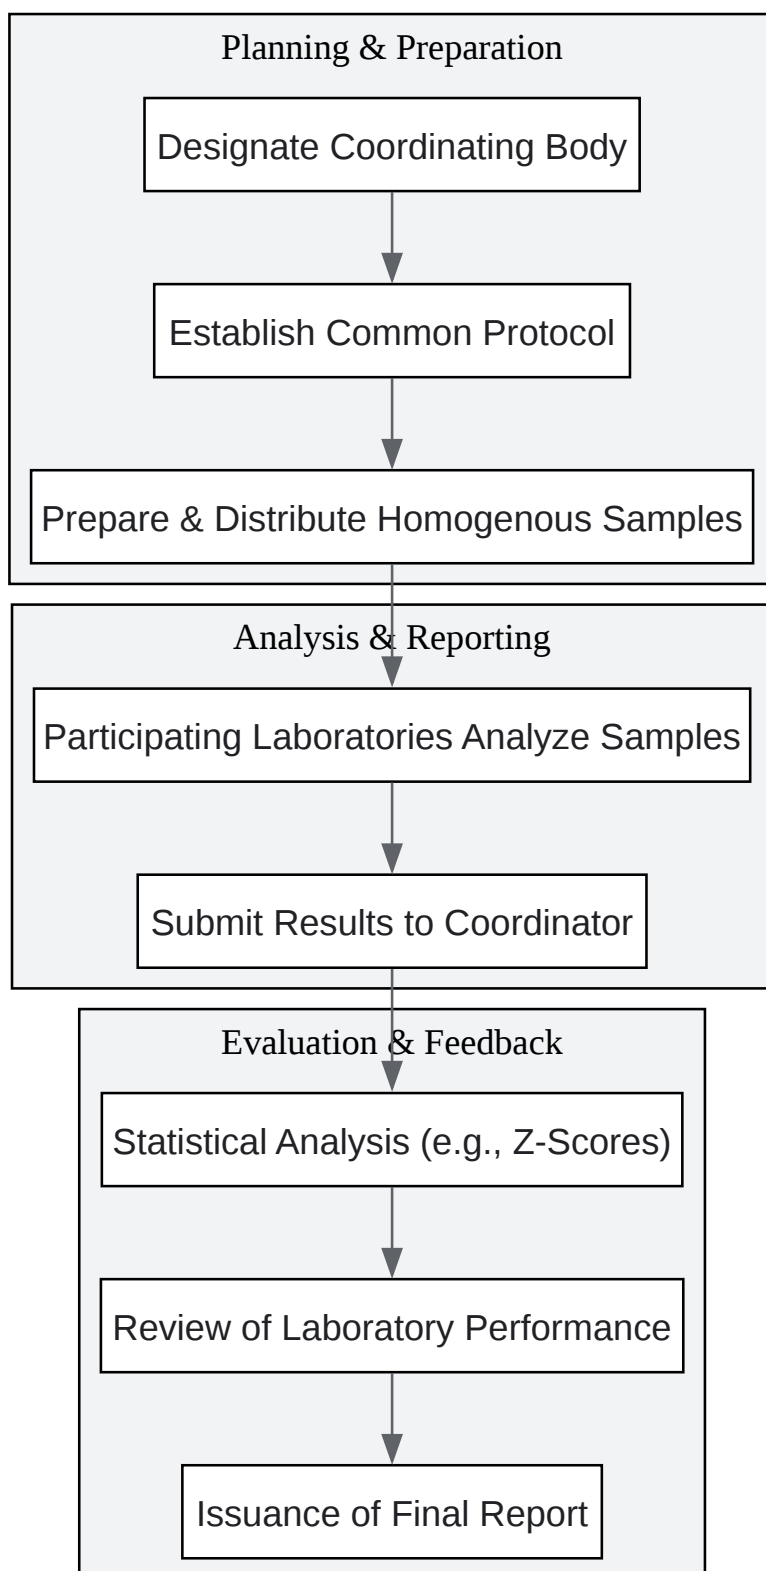 Planning & Preparation
Designate Coordinating Body
Establish Common Protocol
Prepare & Distribute Homogenous Samples
Analysis & Reporting
Participating Laboratories Analyze Samples
Submit Results to Coordinator
Evaluation & Feedback
Statistical Analysis (e.g., Z-Scores)
Review of Laboratory Performance
Issuance of Final Report